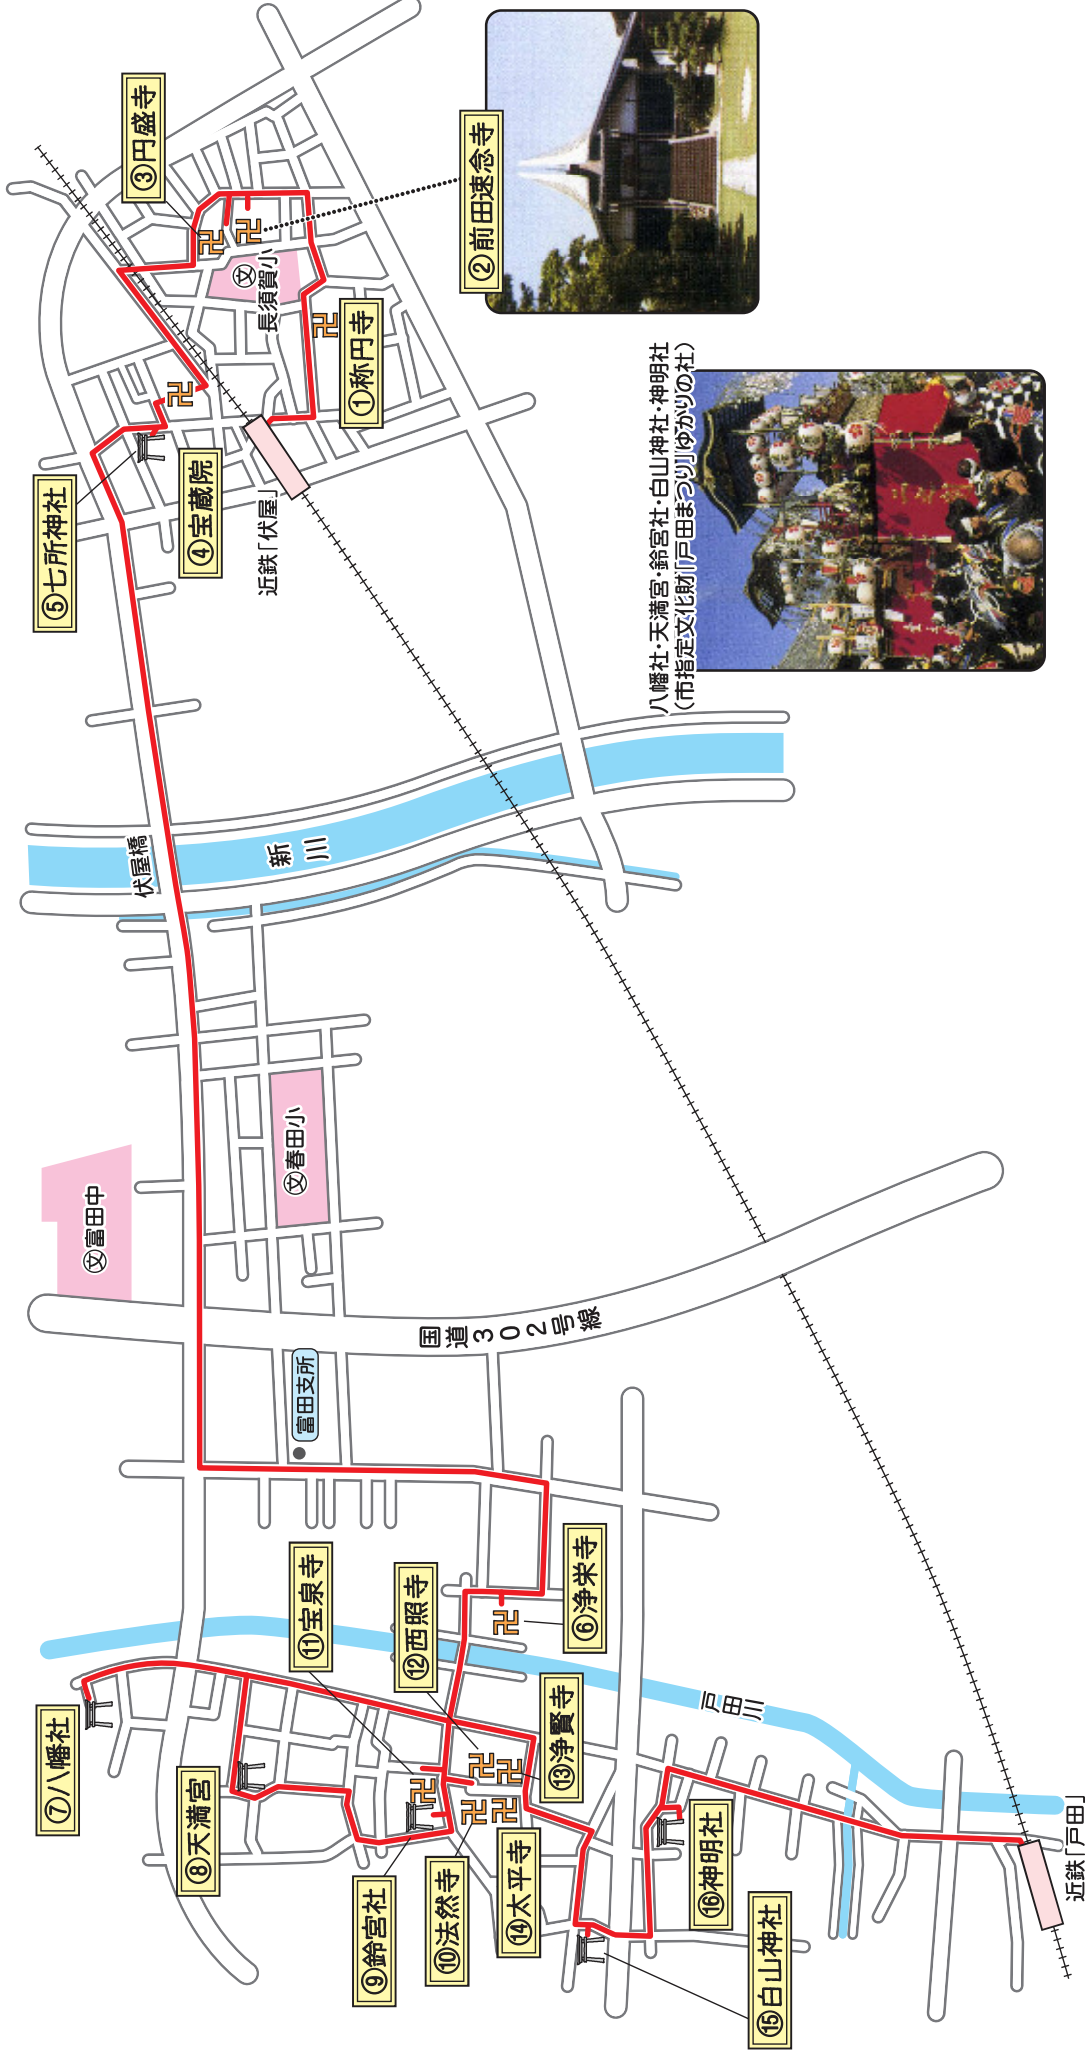 ①称円寺
②前田速念寺
③円盛寺
④宝蔵院
⑤七所神社
⑥浄栄寺
⑦八幡社
⑧天満宮
⑨鈴宮社
⑩法然寺
⑪宝泉寺
⑫西照寺
⑬浄賢寺
⑭太平寺
⑮白山神社
⑯神明社
文
長須賀小
近鉄「伏屋」
伏屋橋
新川
文富田中
文春田小
国道302号線
富田支所
戸田川
近鉄「戸田」
八幡社・天満宮・鈴宮社・白山神社・神明社
（市指定文化財「戸田まつり」ゆかりの社）